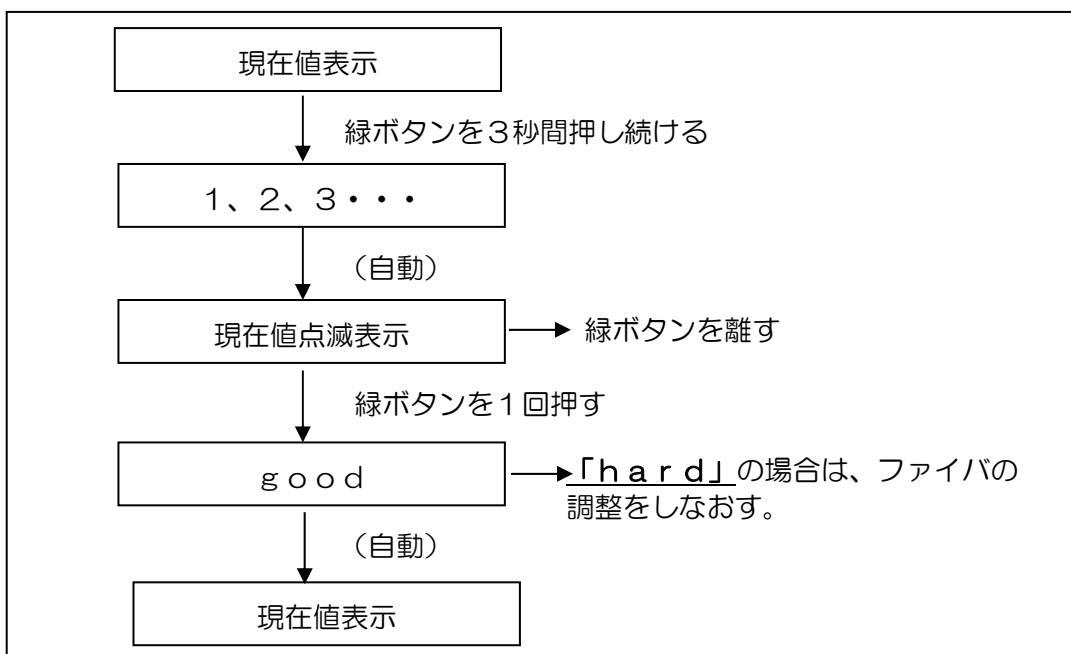 現在値表示
緑ボタンを３秒間押し続ける
１、２、３・・・
（自動）
現在値点滅表示
緑ボタンを離す
緑ボタンを１回押す
ｇｏｏｄ
「ｈａｒｄ」の場合は、ファイバの
調整をしなおす。
（自動）
現在値表示